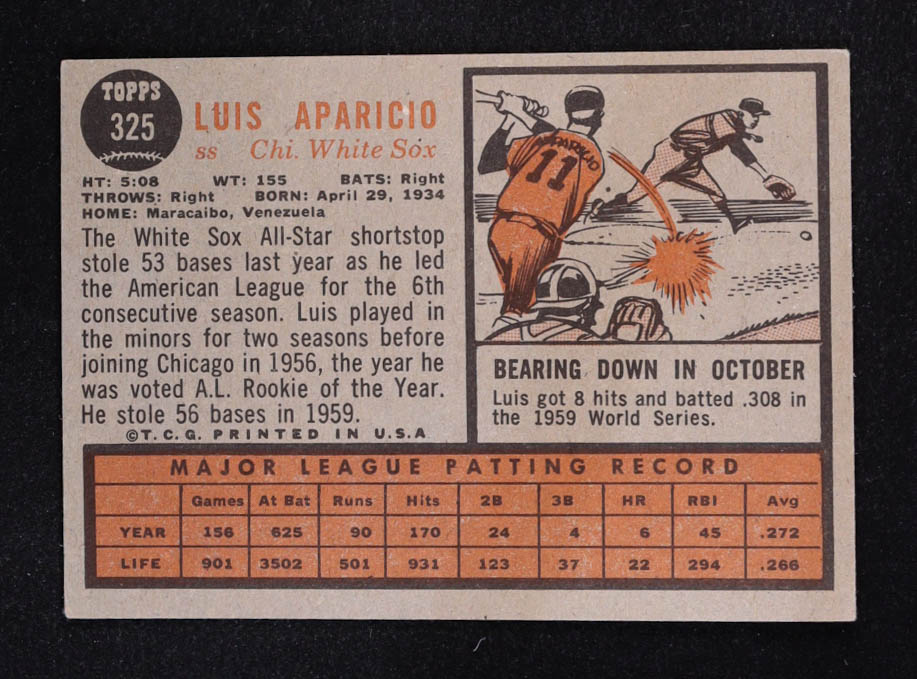 TOPPS
325
LUIS APARICIO
ss Chi. White Sox
HT: 5:08 WT: 155 BATS: Right
THROWS: Right BORN: April 29, 1934
HOME: Maracaibo, Venezuela
The White Sox All-Star shortstop
stole 53 bases last year as he led
the American League for the 6th
consecutive season. Luis played in
the minors for two seasons before
joining Chicago in 1956, the year he
was voted A.L. Rookie of the Year.
He stole 56 bases in 1959.
©T.C.G. PRINTED IN U.S.A
APARICIO
11
BEARING DOWN IN OCTOBER
Luis got 8 hits and batted .308 in
the 1959 World Series.
MAJOR LEAGUE PATTING RECORD
Games At Bat Runs Hits 2B 3B HR RBI Avg
YEAR 156 625 90 170 24 4 6 45 .272
LIFE 901 3502 501 931 123 37 22 294 .266